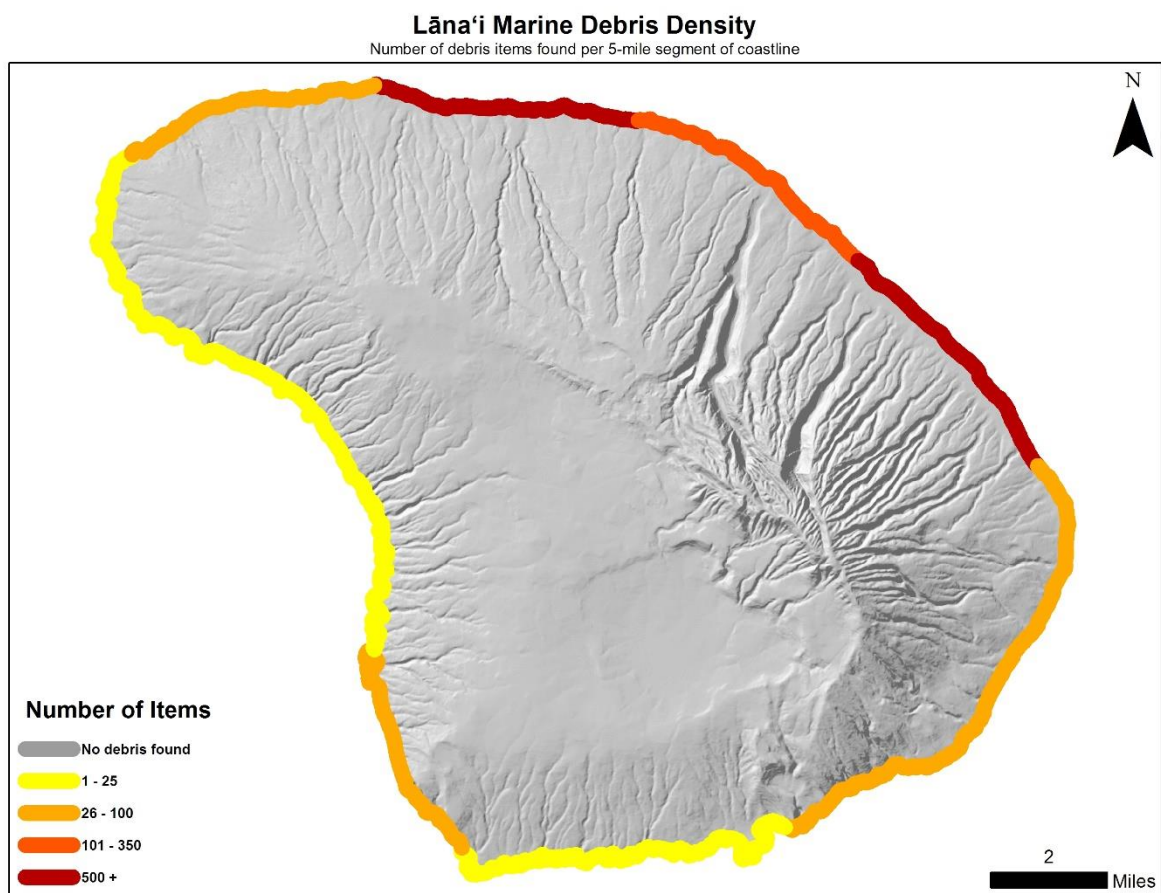 Lānaʻi Marine Debris Density
Number of debris items found per 5-mile segment of coastline
N
Number of Items
No debris found
1 - 25
26 - 100
101 - 350
500 +
2
Miles